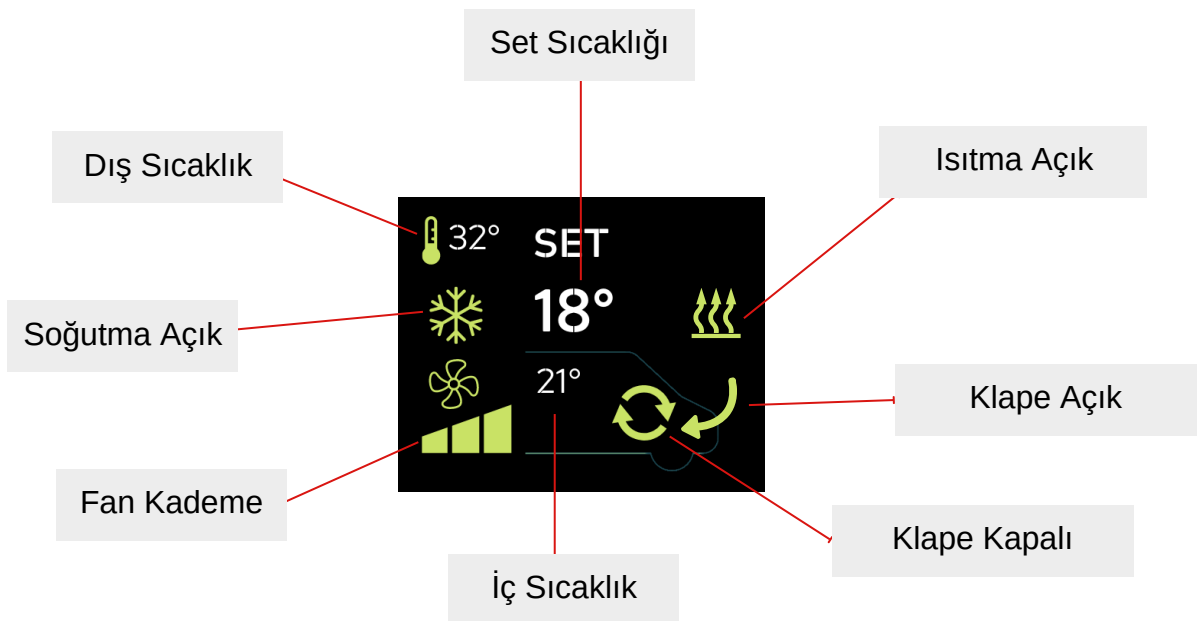 Set Sıcaklığı
Dış Sıcaklık
Isıtma Açık
32°
SET
18°
Soğutma Açık
21°
Klape Açık
Fan Kademe
Klape Kapalı
İç Sıcaklık